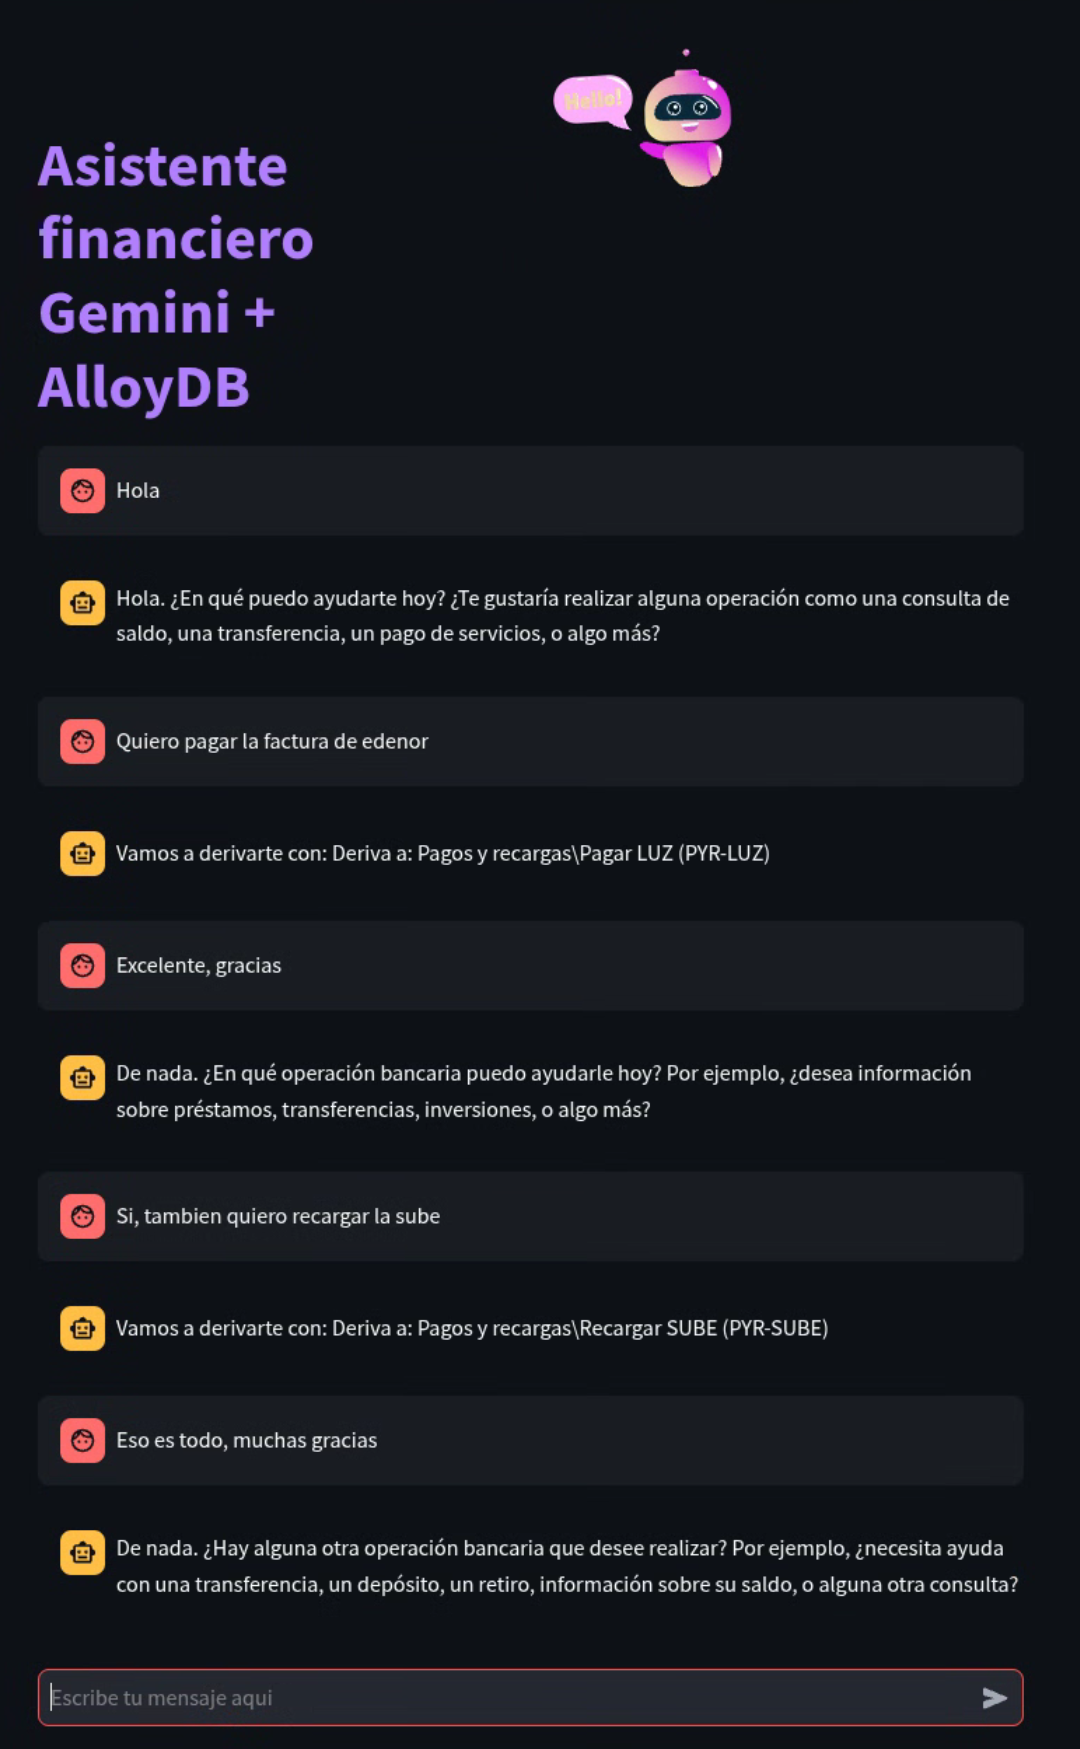 Hello!
Asistente
financiero
Gemini +
AlloyDB
Hola
Hola. ¿En qué puedo ayudarte hoy? ¿Te gustaría realizar alguna operación como una consulta de
saldo, una transferencia, un pago de servicios, o algo más?
Quiero pagar la factura de edenor
Vamos a derivarte con: Deriva a: Pagos y recargas\Pagar LUZ (PYR-LUZ)
Excelente, gracias
De nada. ¿En qué operación bancaria puedo ayudarle hoy? Por ejemplo, ¿desea información
sobre préstamos, transferencias, inversiones, o algo más?
Si, tambien quiero recargar la sube
Vamos a derivarte con: Deriva a: Pagos y recargas\Recargar SUBE (PYR-SUBE)
Eso es todo, muchas gracias
De nada. ¿Hay alguna otra operación bancaria que desee realizar? Por ejemplo, ¿necesita ayuda
con una transferencia, un depósito, un retiro, información sobre su saldo, o alguna otra consulta?
Escribe tu mensaje aqui